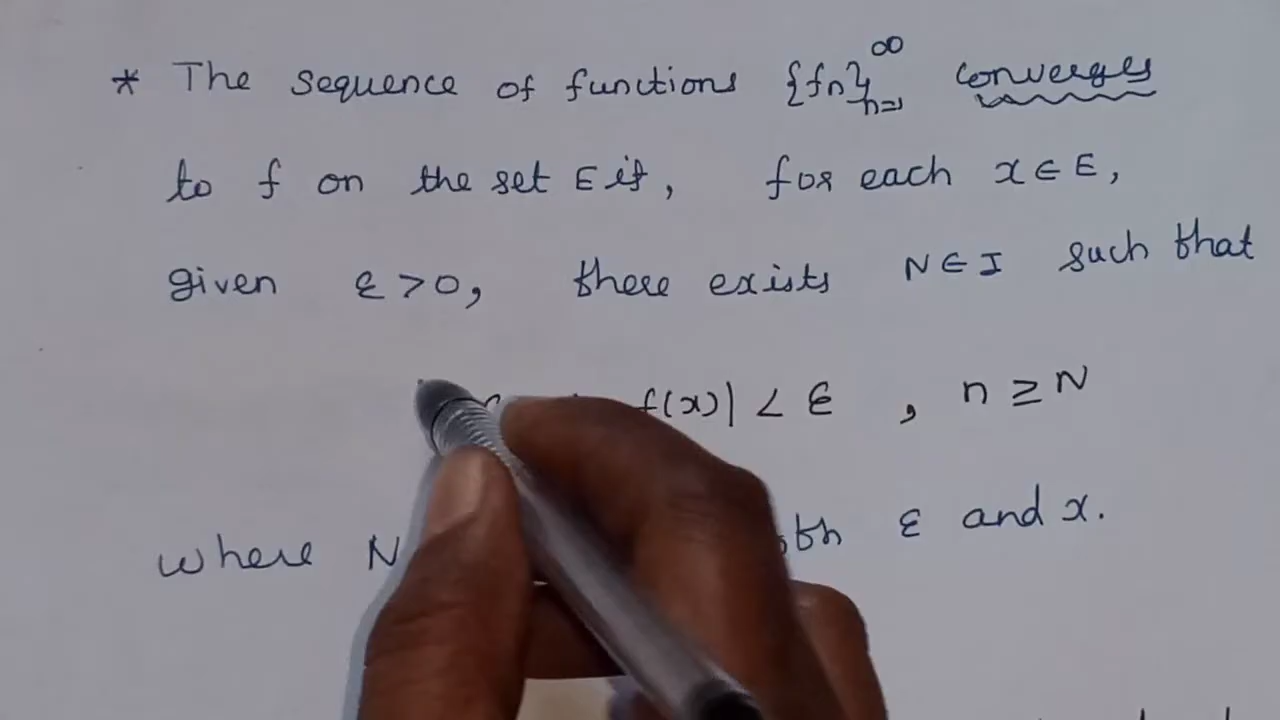 * The sequence of functions {fn}∞n=1 converges
to f on the set E if, for each x ∈ E,
given ε > 0, there exists N ∈ I such that
f(x)| < ε , n ≥ N
where N ε and x.